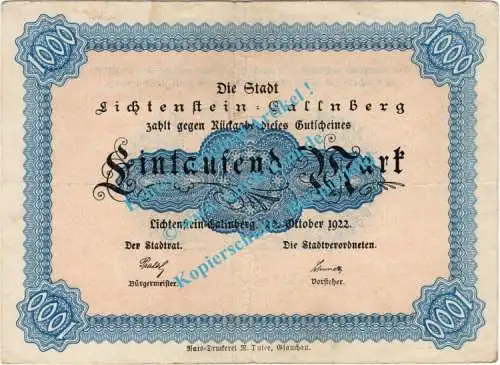 1000 1000
Die Stadt
Lichtenstein-Callnberg
zahlt gegen Rückgabe dieses Gutscheines
Eintausend Mark
Lichtenstein-Callnberg, Oktober 1922.
Der Stadtrat. Die Stadtverordneten.
Bürgermeister. Vorsteher.
1000 1000
Rats-Druckerei R. Dulce, Glauchau.